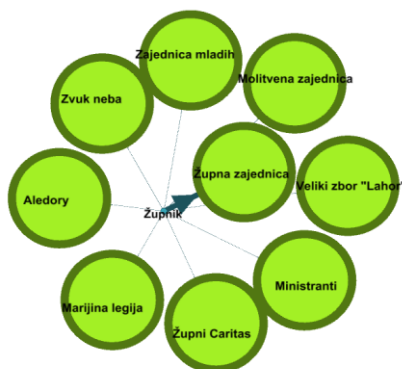 Zajednica mladih
Molitvena zajednica
Zvuk neba
Župna zajednica
Veliki zbor "Lahor"
Aledory
Župnik
Ministranti
Marijina legija
Župni Caritas